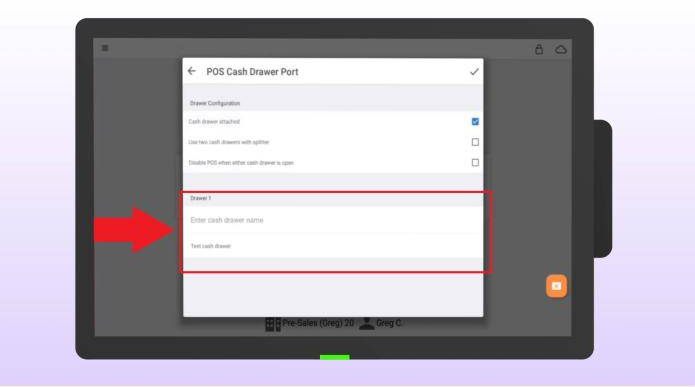 POS Cash Drawer Port
Drawer Configuration
Cash drawer attached
Use two cash drawers with splitter
Disable POS when either cash drawer is open
Drawer 1
Enter cash drawer name
Test cash drawer
Pre-Sales (Greg) 20 Greg C.